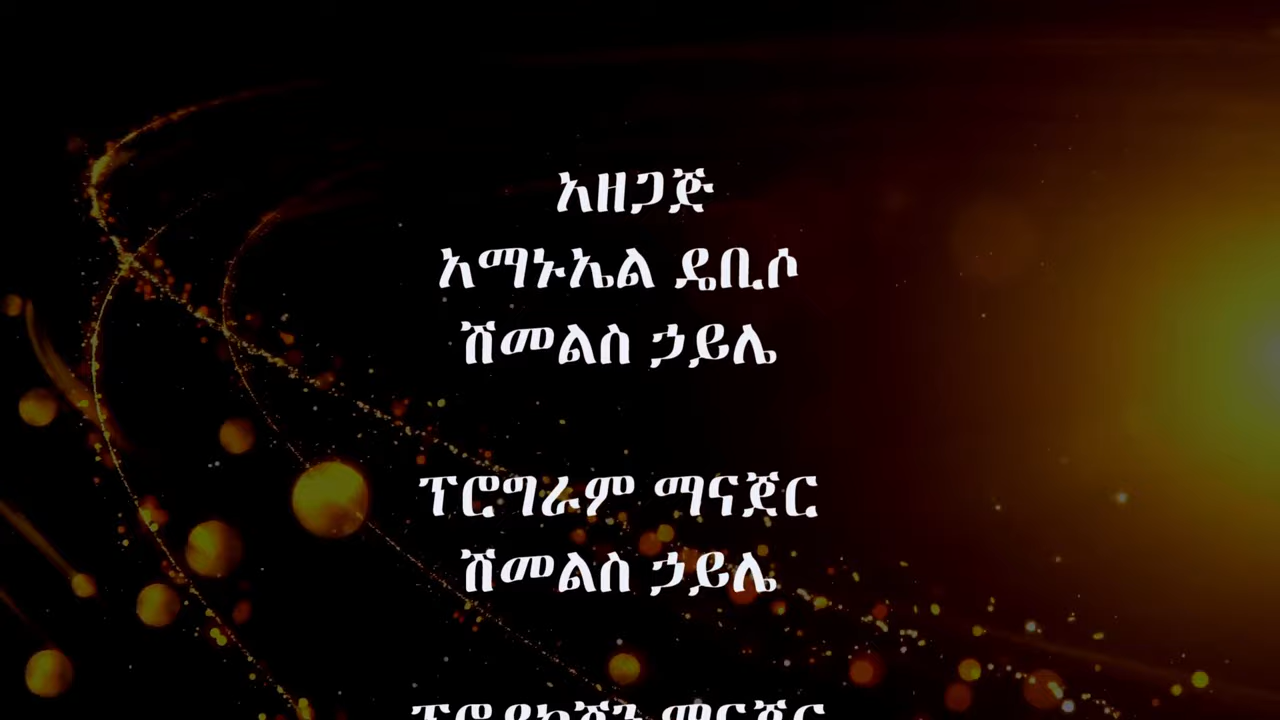 አዘጋጅ
አማኑኤል ዴቢሶ
ሽመልስ ኃይሌ
ፕሮግራም ማናጀር
ሽመልስ ኃይሌ